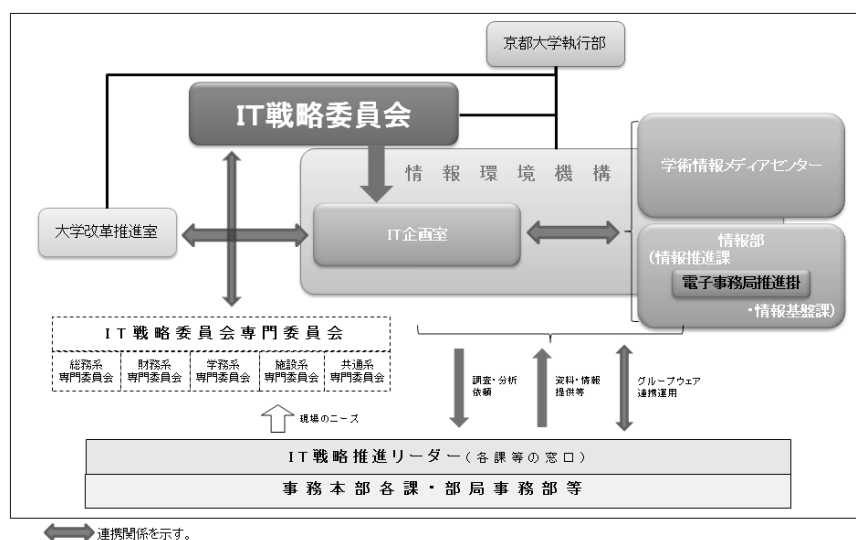 京都大学執行部
IT戦略委員会
情報環境機構
学術情報メディアセンター
大学改革推進室
IT企画室
情報部
(情報推進課
電子事務局推進掛
・情報基盤課)
IT戦略委員会専門委員会
総務系
専門委員会
財務系
専門委員会
学務系
専門委員会
施設系
専門委員会
共通系
専門委員会
調査・分析
依頼
資料・情報
提供等
グループウェア
連携運用
現場のニーズ
IT戦略推進リーダー(各課等の窓口)
事務本部各課・部局事務部等
連携関係を示す。